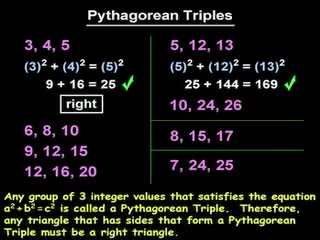 Pythagorean Triples
3, 4, 5
(3)² + (4)² = (5)²
9 + 16 = 25
right
6, 8, 10
9, 12, 15
12, 16, 20
5, 12, 13
(5)² + (12)² = (13)²
25 + 144 = 169
10, 24, 26
8, 15, 17
7, 24, 25
Any group of 3 integer values that satisfies the equation
a²+b²=c² is called a Pythagorean Triple. Therefore,
any triangle that has sides that form a Pythagorean
Triple must be a right triangle.